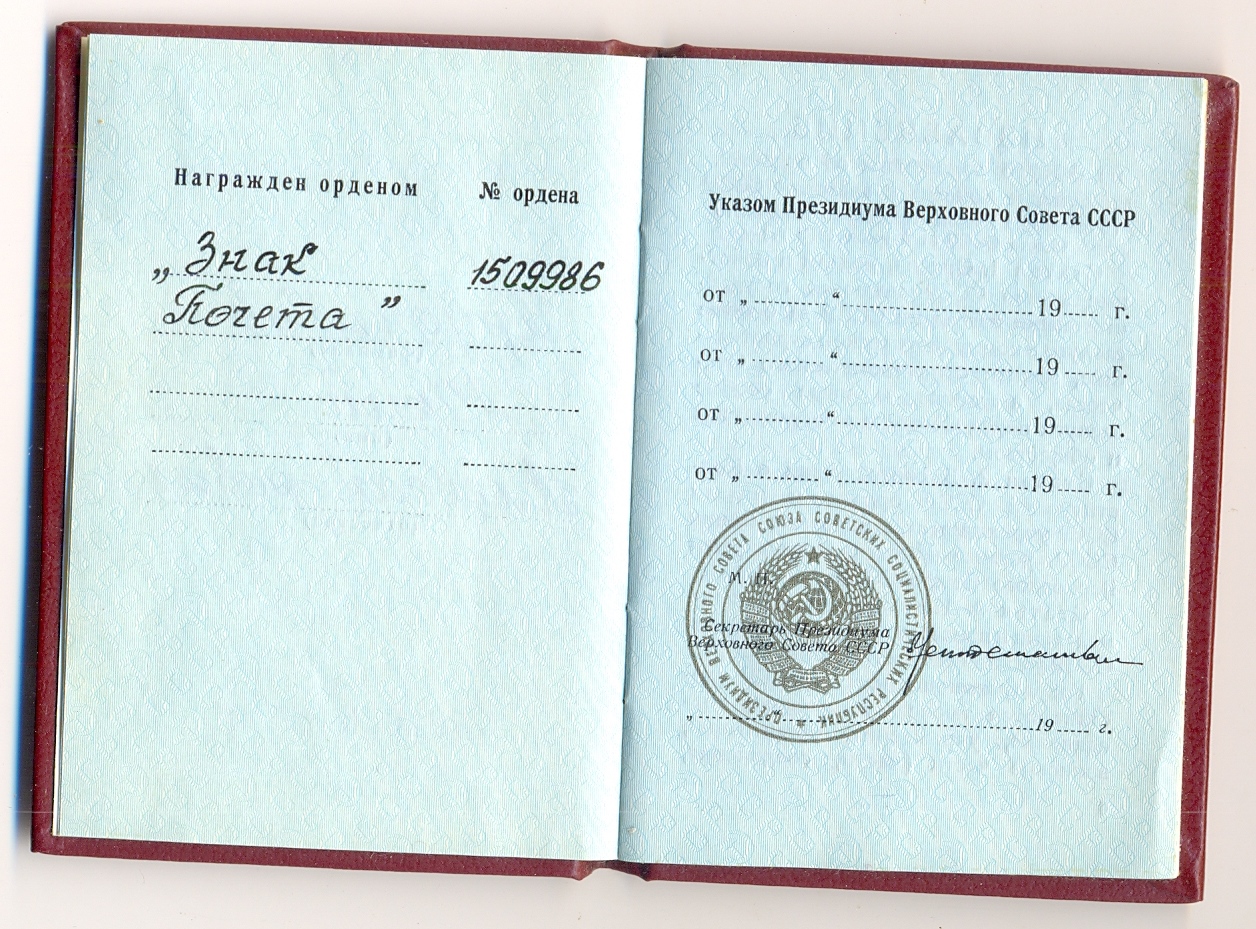 Награжден орденом № ордена
„Знак 1509986
Почета”
Указом Президиума Верховного Совета СССР
от „ “ 19 г.
от „ “ 19 г.
от „ “ 19 г.
от „ “ 19 г.
ПРЕЗИДИУМ ВЕРХОВНОГО СОВЕТА СОЮЗА СОВЕТСКИХ СОЦИАЛИСТИЧЕСКИХ РЕСПУБЛИК
М. П.
Секретарь Президиума
Верховного Совета СССР
„ 19 г.